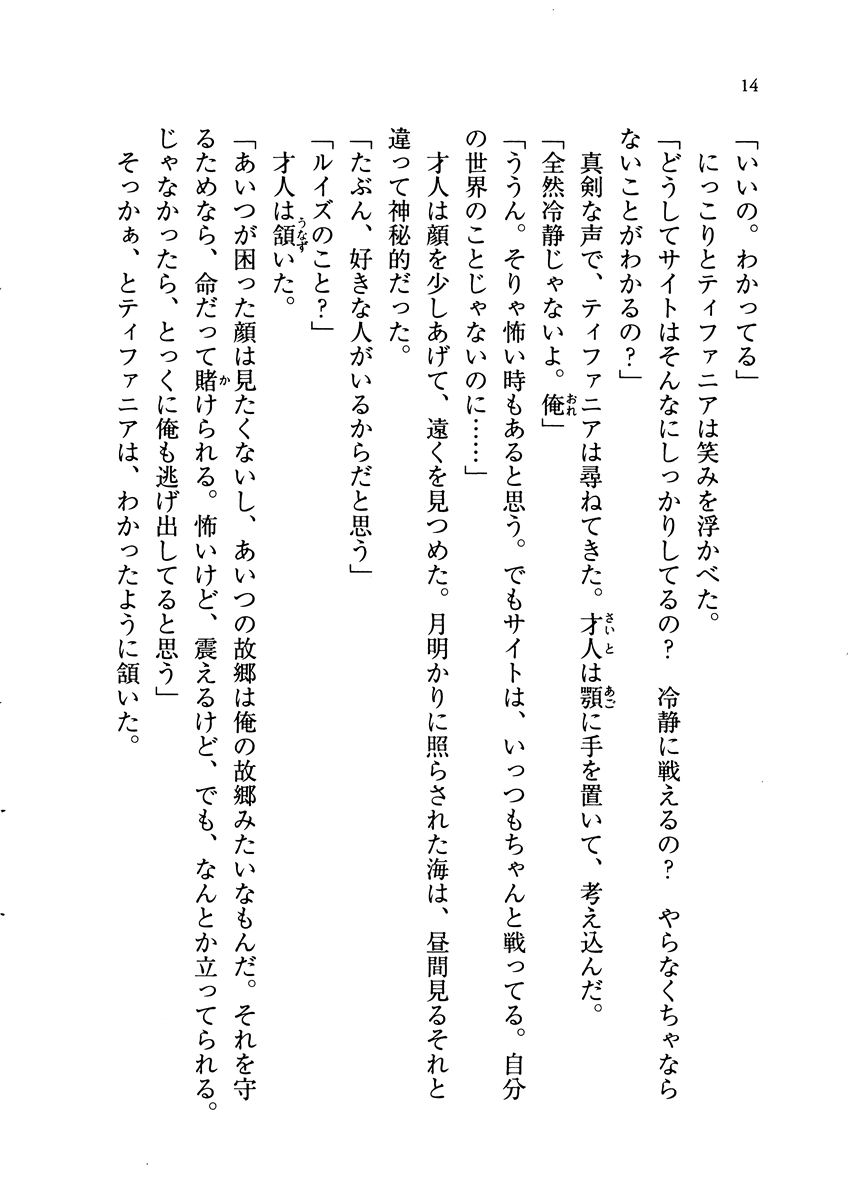 14
「いいの。わかってる」
にっこりとティファニアは笑みを浮かべた。
「どうしてサイトはそんなにしっかりしてるの?　冷静に戦えるの?　やらなくちゃなら
ないことがわかるの?」
真剣な声で、ティファニアは尋ねてきた。才人は顎に手を置いて、考え込んだ。
「全然冷静じゃないよ。俺」
「ううん。そりゃ怖い時もあると思う。でもサイトは、いっつもちゃんと戦ってる。自分
の世界のことじゃないのに……」
才人は顔を少しあげて、遠くを見つめた。月明かりに照らされた海は、昼間見るそれと
違って神秘的だった。
「たぶん、好きな人がいるからだと思う」
「ルイズのこと?」
才人は頷いた。
「あいつが困った顔は見たくないし、あいつの故郷は俺の故郷みたいなもんだ。それを守
るためなら、命だって賭けられる。怖いけど、震えるけど、でも、なんとか立ってられる。
じゃなかったら、とっくに俺も逃げ出してると思う」
そっかぁ、とティファニアは、わかったように頷いた。